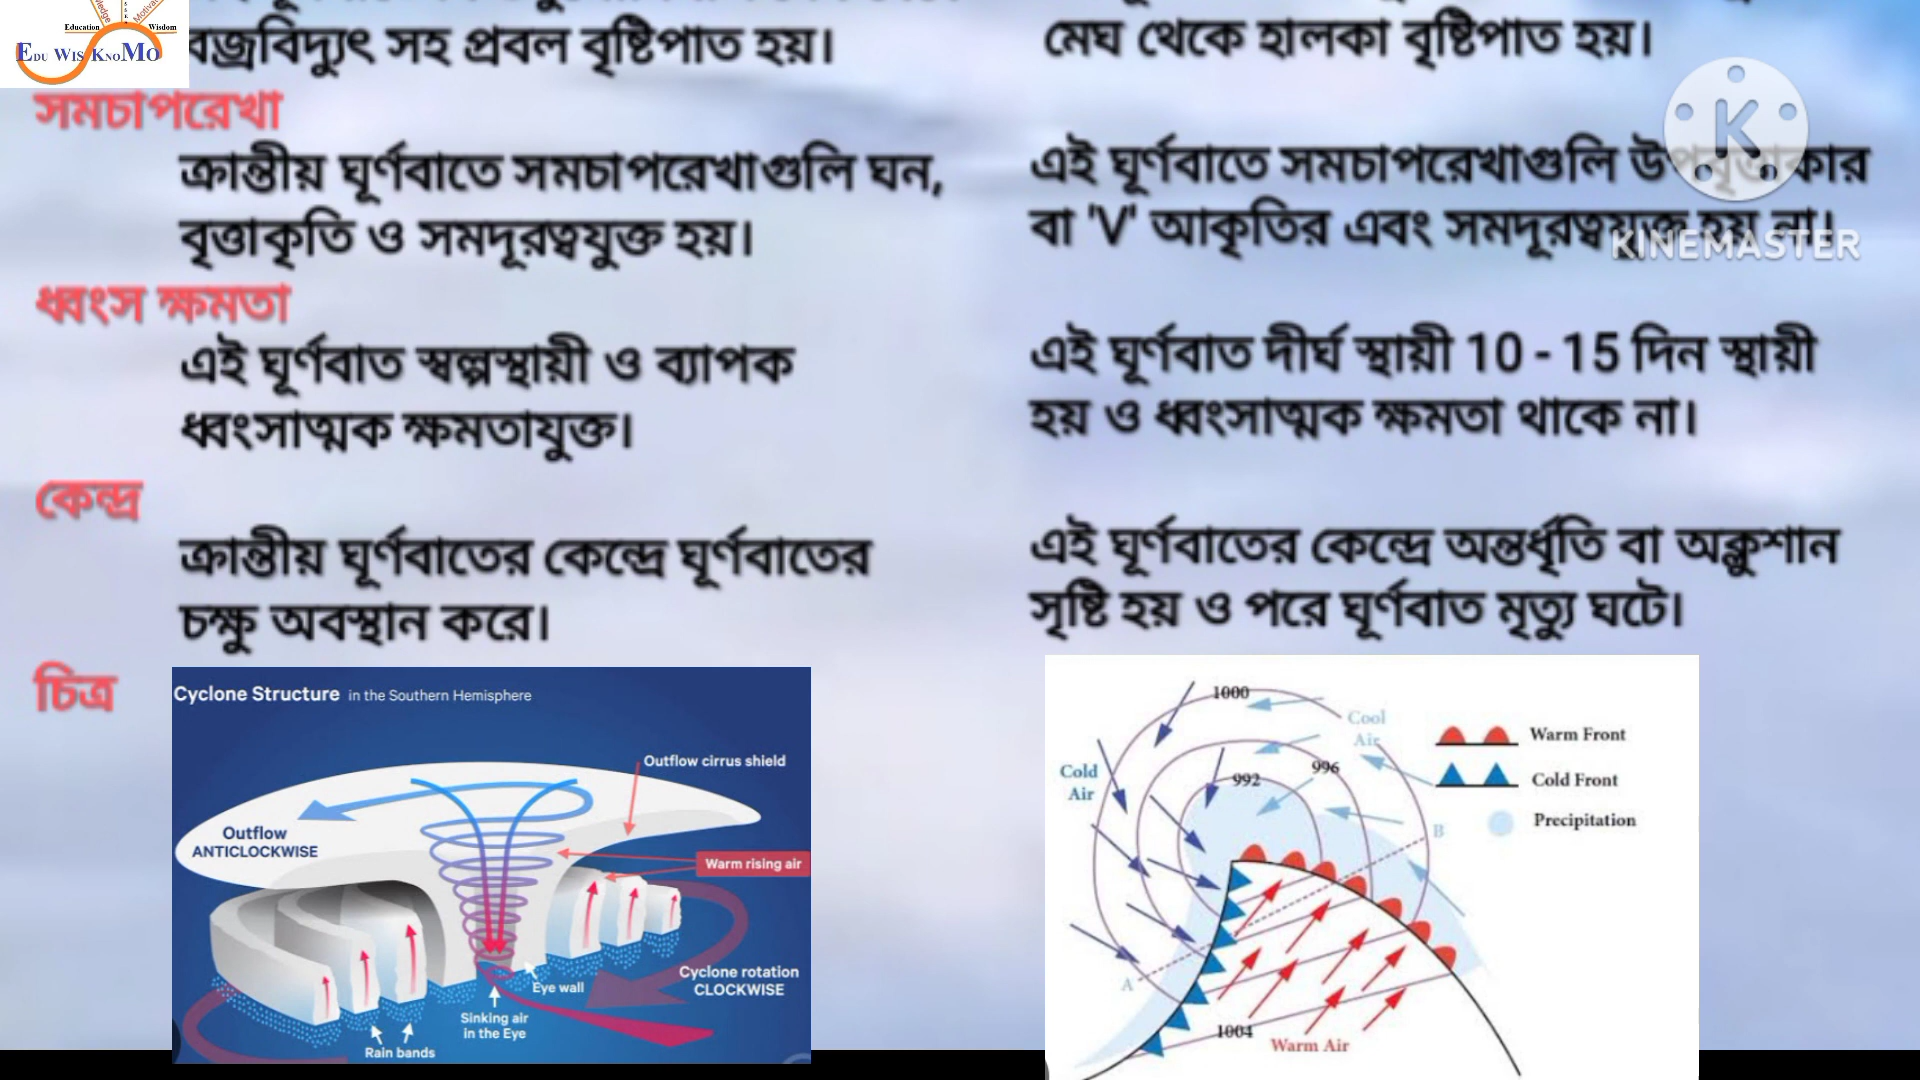 Education Wisdom
EDU WIS KNOMO
বজ্রবিদ্যুৎ সহ প্রবল বৃষ্টিপাত হয়।
মেঘ থেকে হালকা বৃষ্টিপাত হয়।
সমচাপরেখা
ক্রান্তীয় ঘূর্ণবাতে সমচাপরেখাগুলি ঘন,
বৃত্তাকৃতি ও সমদূরত্বযুক্ত হয়।
এই ঘূর্ণবাতে সমচাপরেখাগুলি উপবৃত্তাকার
বা 'V' আকৃতির এবং সমদূরত্বযুক্ত হয় না।
KINEMASTER
ধ্বংস ক্ষমতা
এই ঘূর্ণবাত স্বল্পস্থায়ী ও ব্যাপক
ধ্বংসাত্মক ক্ষমতাযুক্ত।
এই ঘূর্ণবাত দীর্ঘ স্থায়ী 10 - 15 দিন স্থায়ী
হয় ও ধ্বংসাত্মক ক্ষমতা থাকে না।
কেন্দ্র
ক্রান্তীয় ঘূর্ণবাতের কেন্দ্রে ঘূর্ণবাতের
চক্ষু অবস্থান করে।
এই ঘূর্ণবাতের কেন্দ্রে অন্তর্ধৃতি বা অক্লুশান
সৃষ্টি হয় ও পরে ঘূর্ণবাত মৃত্যু ঘটে।
চিত্র
Cyclone Structure in the Southern Hemisphere
Outflow cirrus shield
Outflow
ANTICLOCKWISE
Warm rising air
Cyclone rotation
CLOCKWISE
Eye wall
Sinking air
in the Eye
Rain bands
1000
Cool
Air
Warm Front
Cold
Air
996
992
Cold Front
Precipitation
B
A
1004
Warm Air